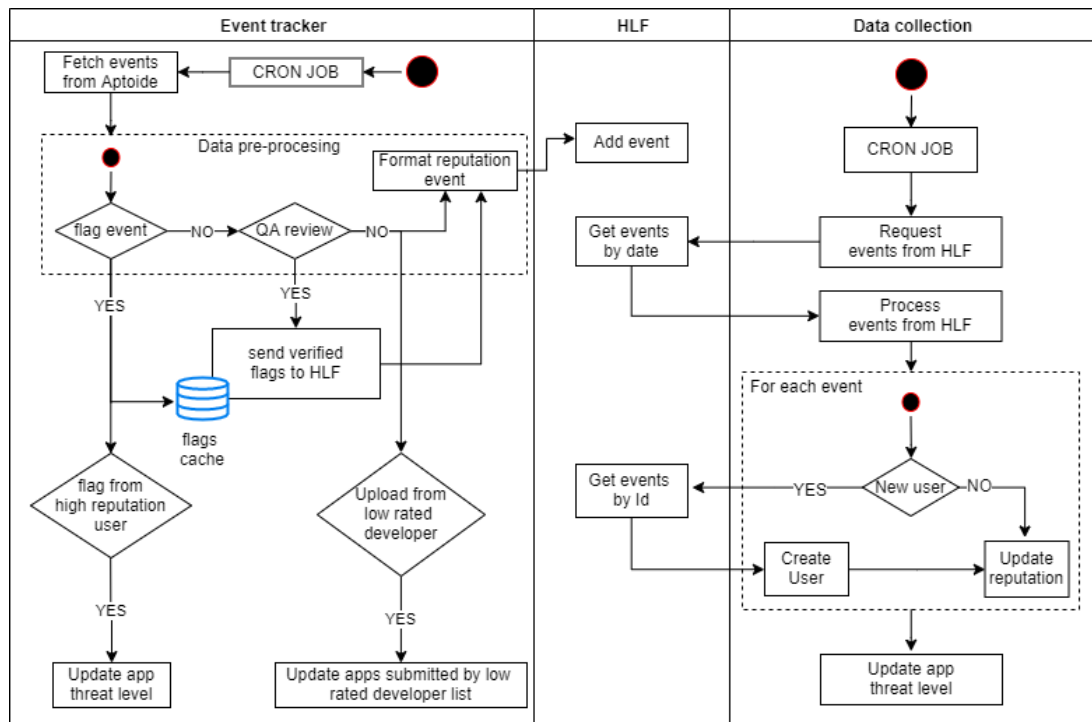 Event tracker
HLF
Data collection
Fetch events
from Aptoide
CRON JOB
Data pre-procesing
Format reputation
event
Add event
CRON JOB
flag event
NO
QA review
NO
Get events
by date
Request
events from HLF
YES
YES
Process
events from HLF
send verified
flags to HLF
For each event
flags
cache
flag from
high reputation
user
Upload from
low rated
developer
Get events
by Id
YES
New user
NO
Create
User
Update
reputation
YES
YES
Update app
threat level
Update apps submitted by low
rated developer list
Update app
threat level